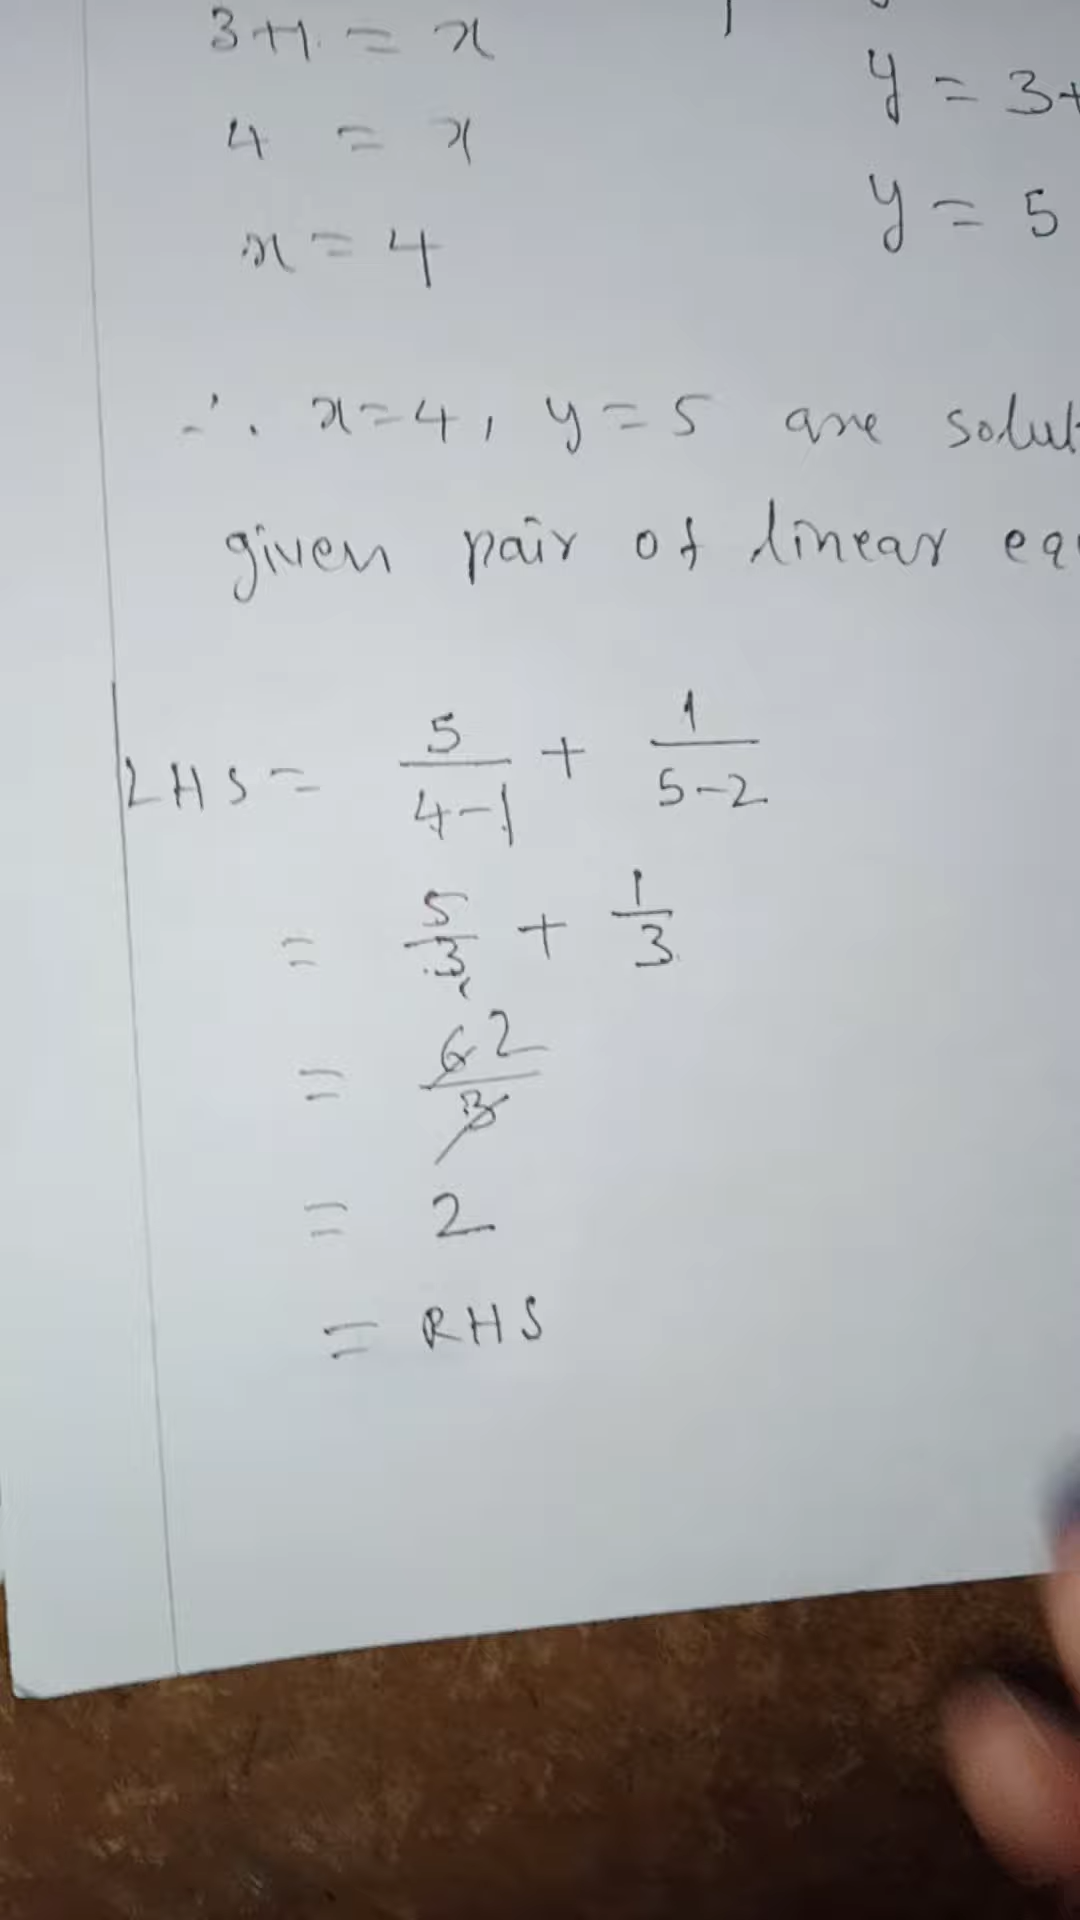 3+1 = x
y = 3+
4 = x
y = 5
x = 4
∴ x=4, y=5 are
given pair of linear
LHS = 5/(4-1) + 1/(5-2)
= 5/3 + 1/3
= 6 2/3
= 2
= RHS